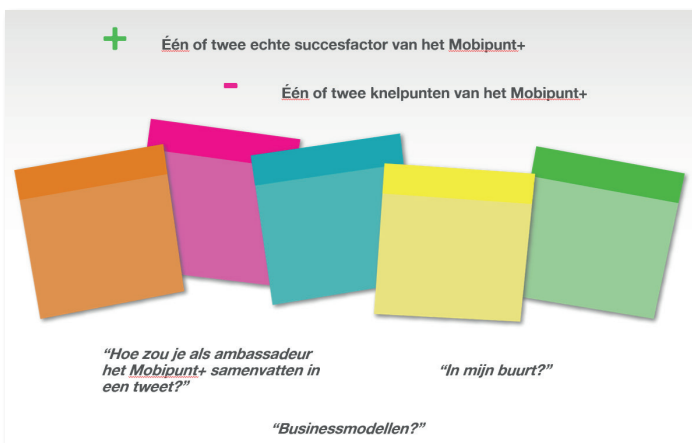 + Één of twee echte succesfactor van het Mobipunt+
- Één of twee knelpunten van het Mobipunt+
“Hoe zou je als ambassadeur
het Mobipunt+ samenvatten in
een tweet?”
“In mijn buurt?”
“Businessmodellen?”